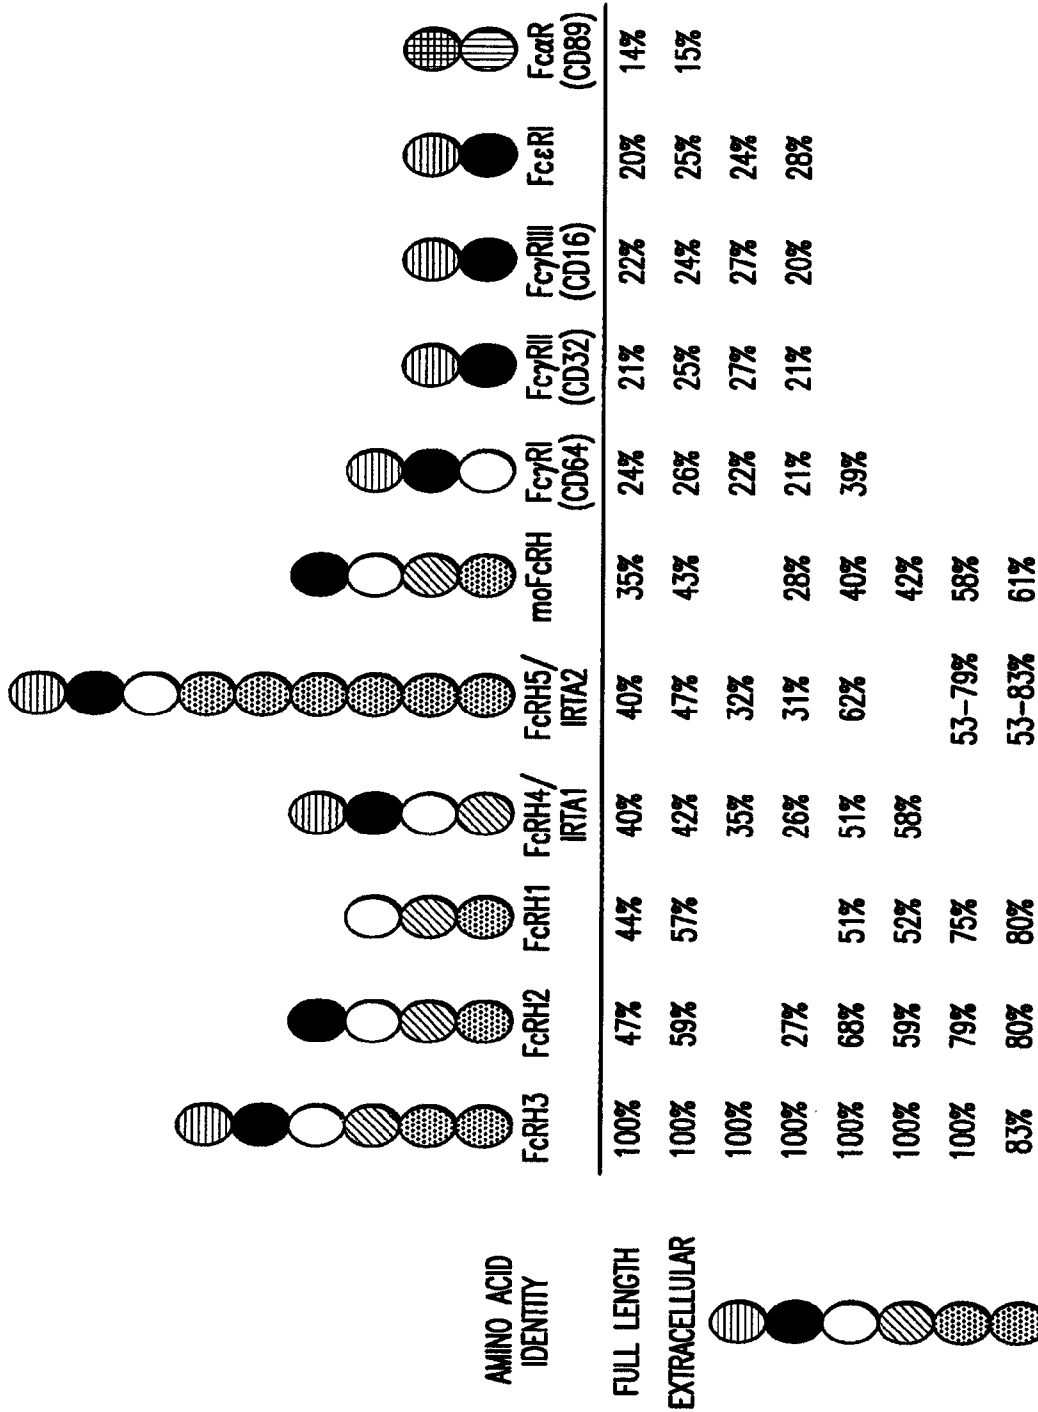 AMINO ACID
IDENTITY
FcRH3 FcRH2 FcRH1 FcRH4/ FcRH5/ moFcRH FcγRI FcγRII FcγRIII FcεRI FcαR
IRTA1 IRTA2 (CD64) (CD32) (CD16) (CD89)
FULL LENGTH 100% 47% 44% 40% 40% 35% 24% 21% 22% 20% 14%
EXTRACELLULAR 100% 59% 57% 42% 47% 43% 26% 25% 24% 25% 15%
100% 35% 32% 22% 27% 27% 24%
100% 27% 26% 31% 28% 21% 21% 20% 28%
100% 68% 51% 51% 62% 40% 39%
100% 59% 52% 58% 42%
100% 79% 75% 53-79% 58%
83% 80% 80% 53-83% 61%